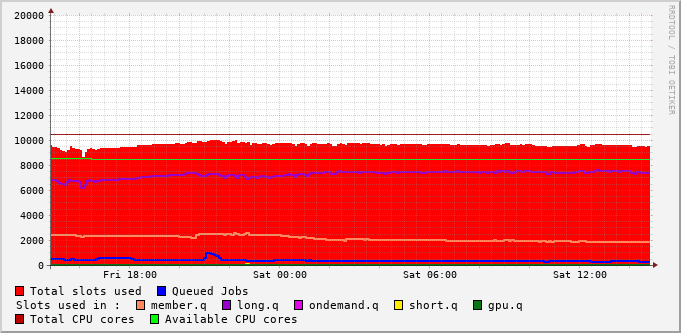 20000
18000
16000
14000
12000
10000
8000
6000
4000
2000
0
Fri 18:00 Sat 00:00 Sat 06:00 Sat 12:00
Total slots used Queued Jobs
Slots used in : member.q long.q ondemand.q short.q gpu.q
Total CPU cores Available CPU cores
RRDTOOL / TOBI OETIKER